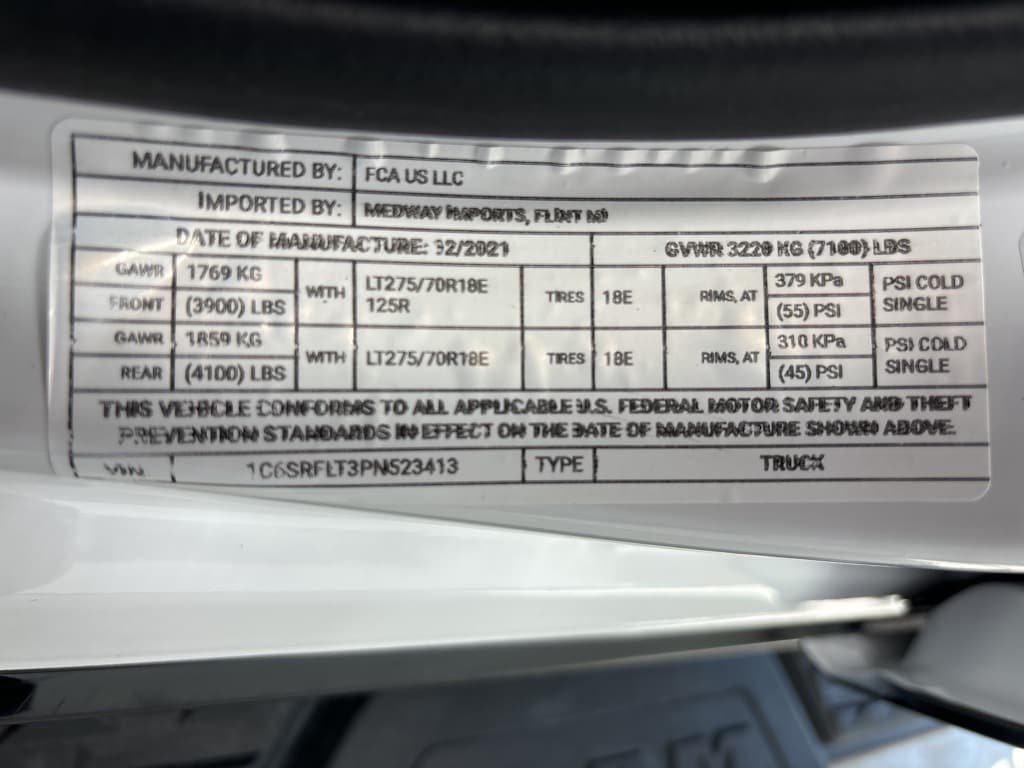 MANUFACTURED BY: FCA US LLC
IMPORTED BY: MEDWAY IMPORTS, FLINT MI
DATE OF MANUFACTURE: 2/2021 GVWR 3220 KG (7100) LBS
GAWR 1769 KG WITH LT275/70R18E TIRES 18E RIMS, AT 379 KPa PSI COLD
FRONT (3900) LBS 125R (55) PSI SINGLE
GAWR 1859 KG WITH LT275/70R18E TIRES 18E RIMS, AT 310 KPa PSI COLD
REAR (4100) LBS (45) PSI SINGLE
THIS VEHICLE CONFORMS TO ALL APPLICABLE U.S. FEDERAL MOTOR SAFETY AND THEFT
PREVENTION STANDARDS IN EFFECT ON THE DATE OF MANUFACTURE SHOWN ABOVE.
VIN 1C6SRFLT3PN523413 TYPE TRUCK